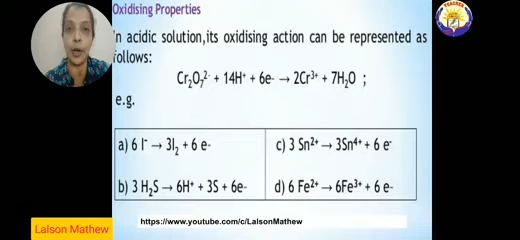 Oxidising Properties
In acidic solution,its oxidising action can be represented as
follows:
Cr₂O₇²⁻ + 14H⁺ + 6e- → 2Cr³⁺ + 7H₂O ;
e.g.
a) 6 I⁻ → 3I₂ + 6 e-
c) 3 Sn²⁺ → 3Sn⁴⁺ + 6 e⁻
b) 3 H₂S → 6H⁺ + 3S + 6e-
d) 6 Fe²⁺ → 6Fe³⁺ + 6 e-
Lalson Mathew
https://www.youtube.com/c/LalsonMathew